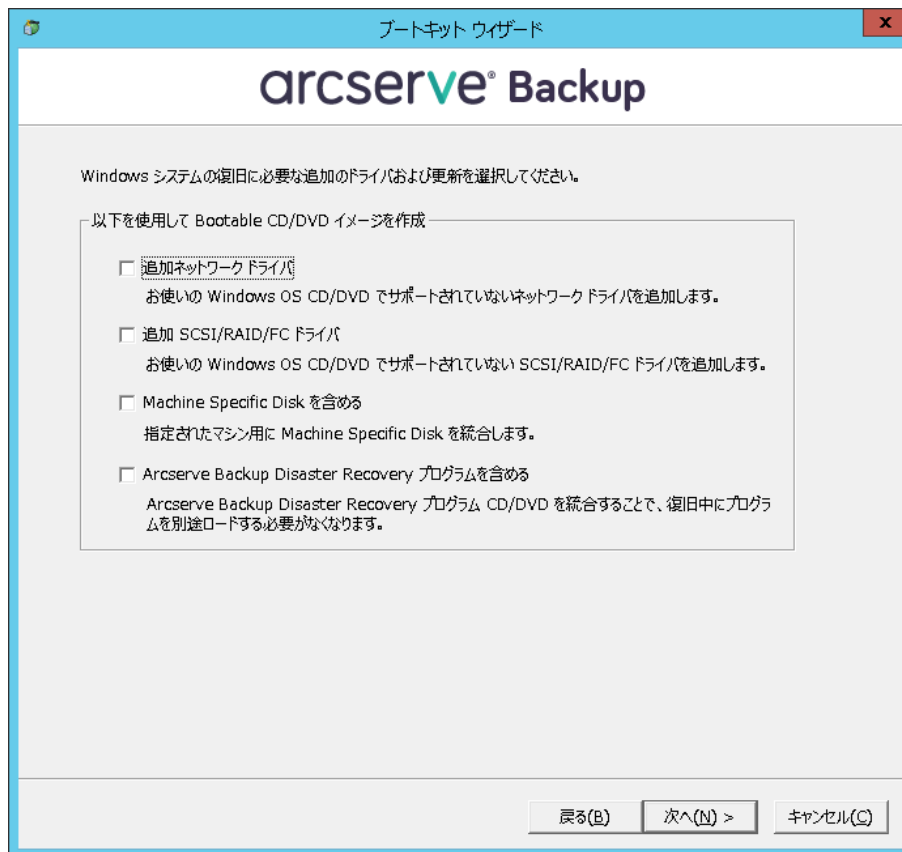 ブートキット ウィザード
x
arcserve® Backup
Windows システムの復旧に必要な追加のドライバおよび更新を選択してください。
以下を使用して Bootable CD/DVD イメージを作成
追加ネットワーク ドライバ
お使いの Windows OS CD/DVD でサポートされていないネットワーク ドライバを追加します。
追加 SCSI/RAID/FC ドライバ
お使いの Windows OS CD/DVD でサポートされていない SCSI/RAID/FC ドライバを追加します。
Machine Specific Disk を含める
指定されたマシン用に Machine Specific Disk を統合します。
Arcserve Backup Disaster Recovery プログラムを含める
Arcserve Backup Disaster Recovery プログラム CD/DVD を統合することで、復旧中にプログラ
ムを別途ロードする必要がなくなります。
戻る(B) 次へ(N) > キャンセル(C)